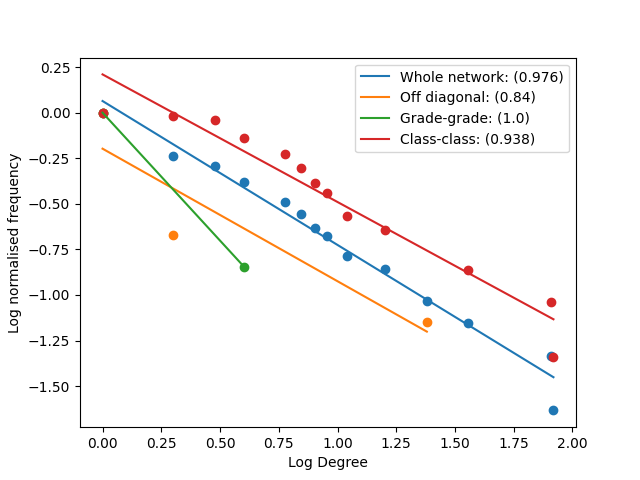 0.25
0.00
−0.25
−0.50
−0.75
−1.00
−1.25
−1.50
Log normalised frequency
Whole network: (0.976)
Off diagonal: (0.84)
Grade-grade: (1.0)
Class-class: (0.938)
0.00 0.25 0.50 0.75 1.00 1.25 1.50 1.75 2.00
Log Degree